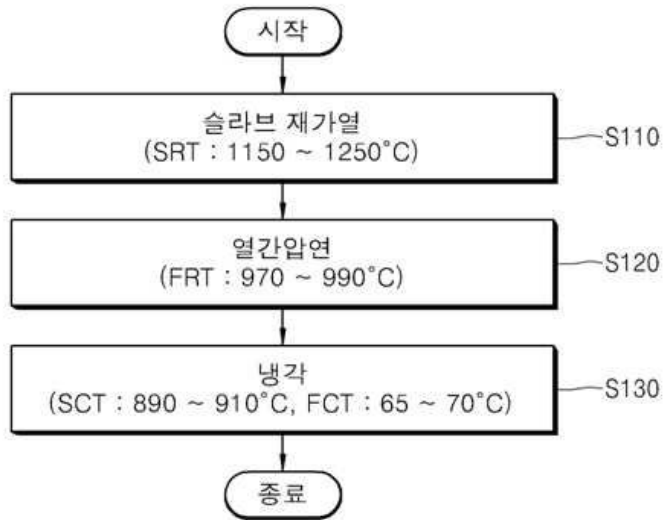 시작
슬라브 재가열
(SRT : 1150 ~ 1250°C)
S110
열간압연
(FRT : 970 ~ 990°C)
S120
냉각
(SCT : 890 ~ 910°C, FCT : 65 ~ 70°C)
S130
종료